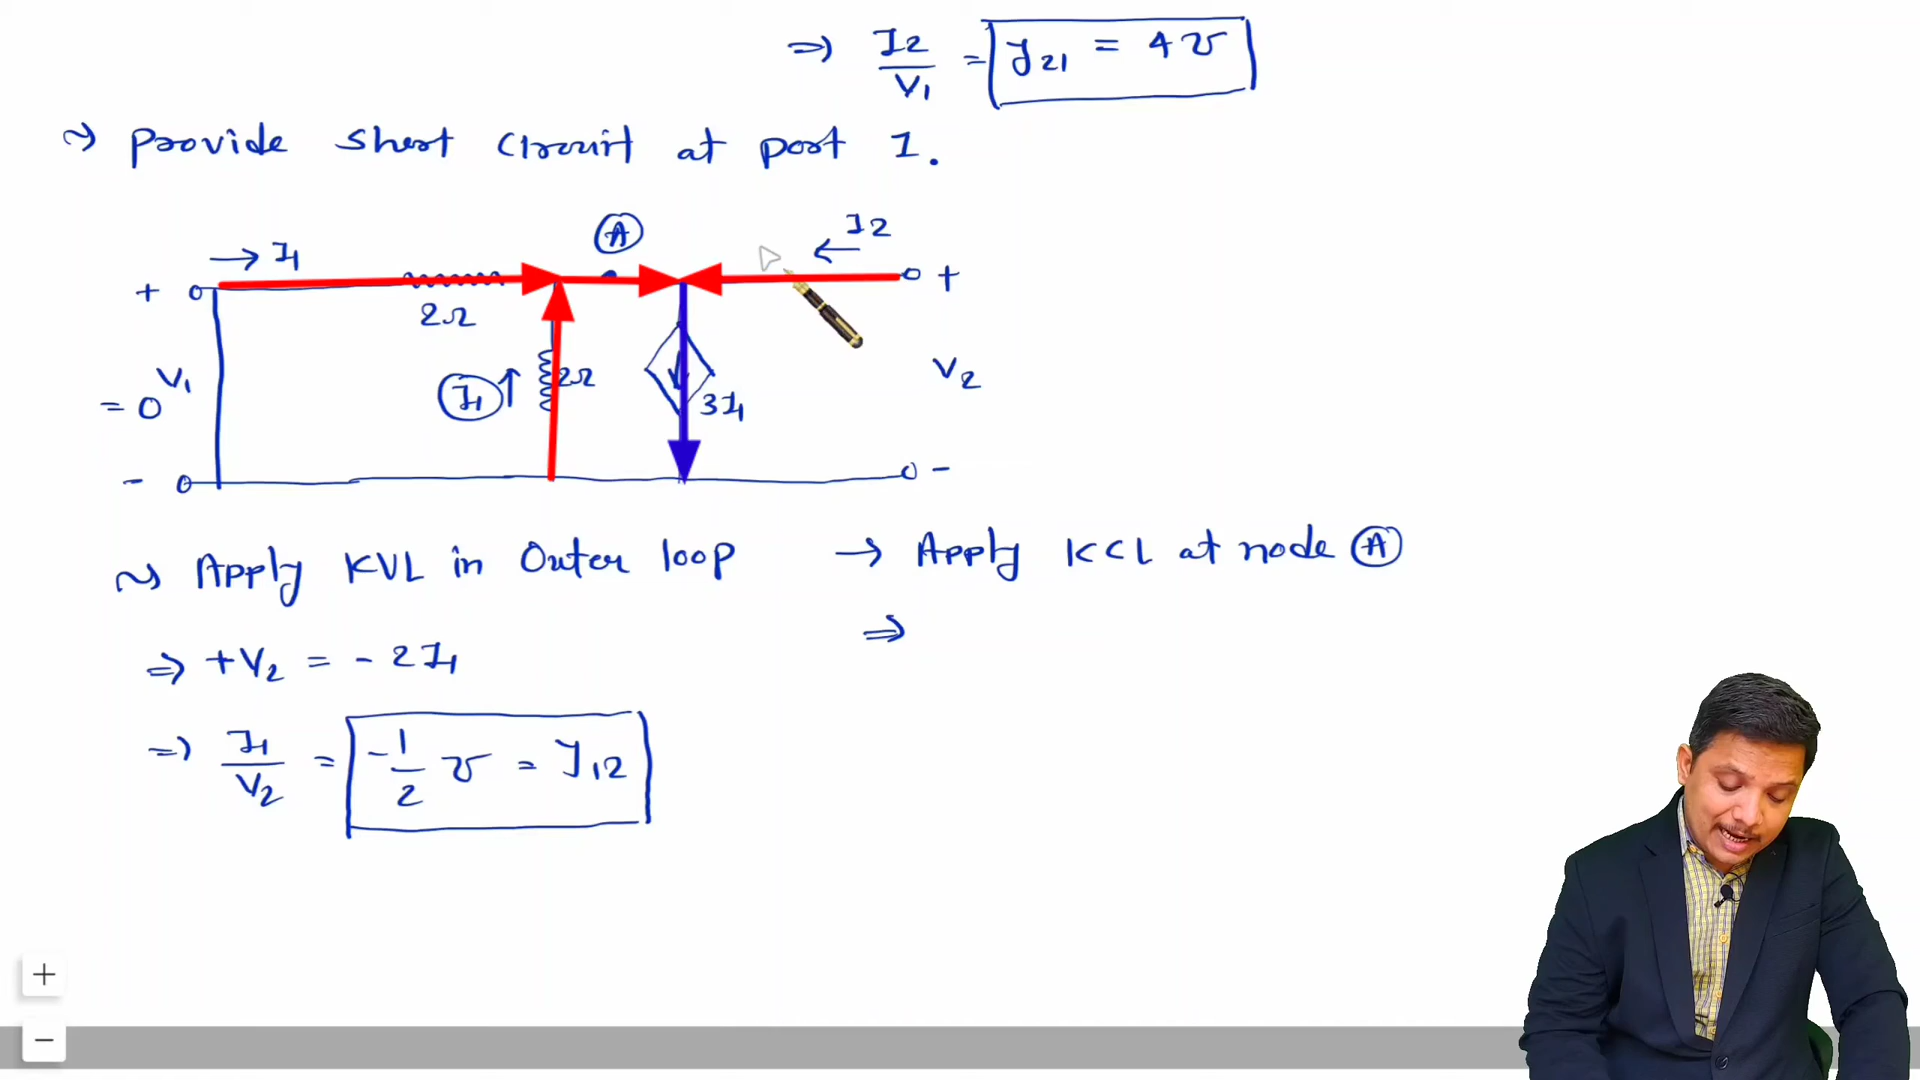 ⇒ I2/V1 = y21 = 4 ℧
~> Provide short circuit at port 1.
→ I1
A
← I2
+
+
2Ω
V1
= 0
I1 ↑
2Ω
3I1
V2
-
-
~> Apply KVL in Outer loop
→ Apply KCL at node A
⇒ +V2 = - 2I1
⇒
⇒ I1/V2 = -1/2 ℧ = y12
+
−